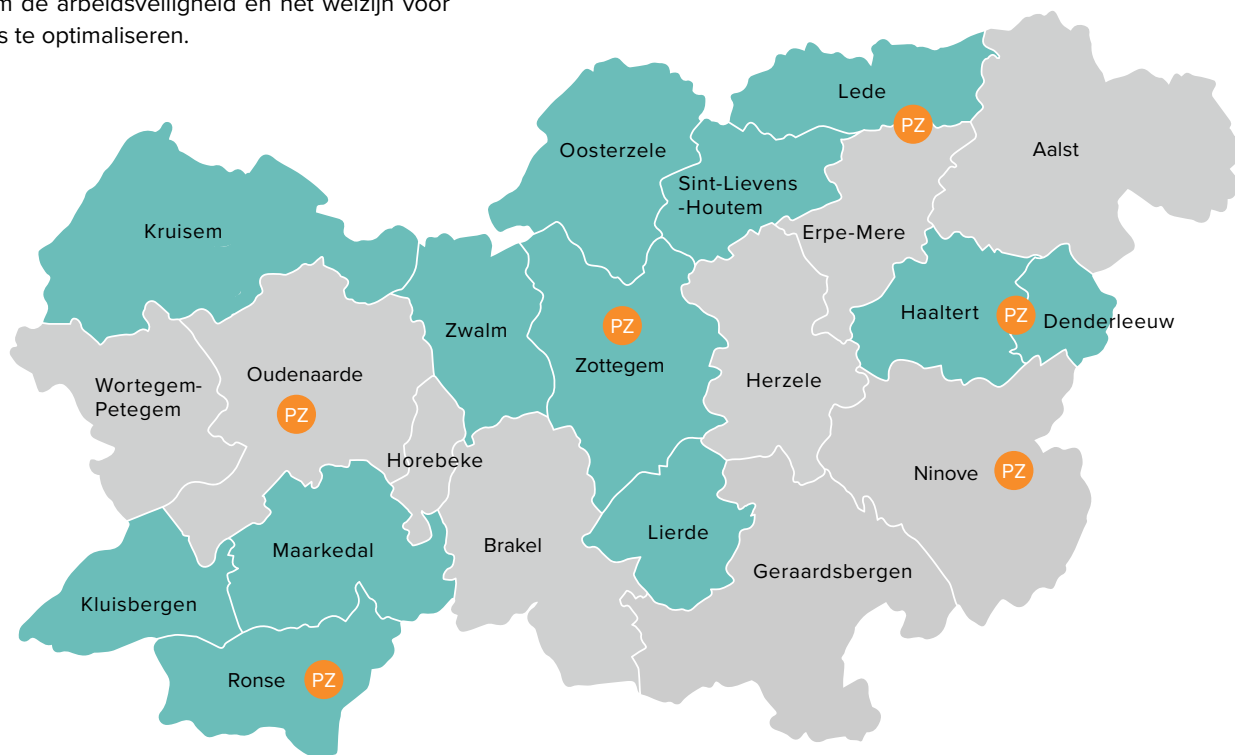 de arbeidsveiligheid en het welzijn voor
te optimaliseren.
Lede
PZ
Aalst
Oosterzele
Sint-Lievens
-Houtem
Kruisem
Erpe-Mere
Haaltert
PZ
Denderleeuw
Zwalm
PZ
Zottegem
Wortegem-
Petegem
Oudenaarde
PZ
Herzele
Horebeke
Ninove
PZ
Maarkedal
Brakel
Lierde
Geraardsbergen
Kluisbergen
Ronse
PZ